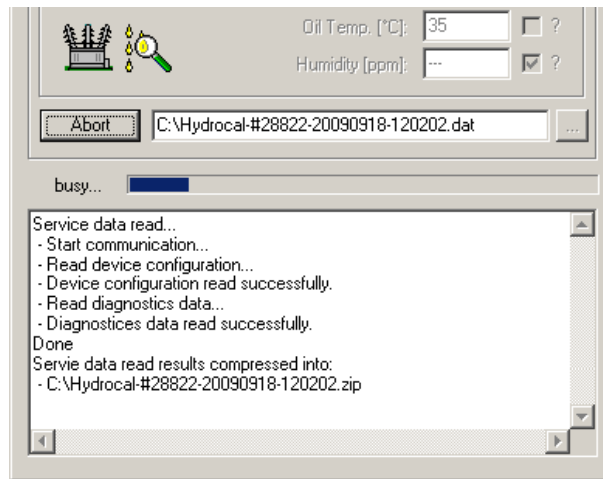 Oil Temp. [°C]: 35 ?
Humidity [ppm]: --- ?
Abort C:\Hydrocal-#28822-20090918-120202.dat ...
busy...
Service data read...
- Start communication...
- Read device configuration...
- Device configuration read successfully.
- Read diagnostics data...
- Diagnostices data read successfully.
Done
Servie data read results compressed into:
- C:\Hydrocal-#28822-20090918-120202.zip